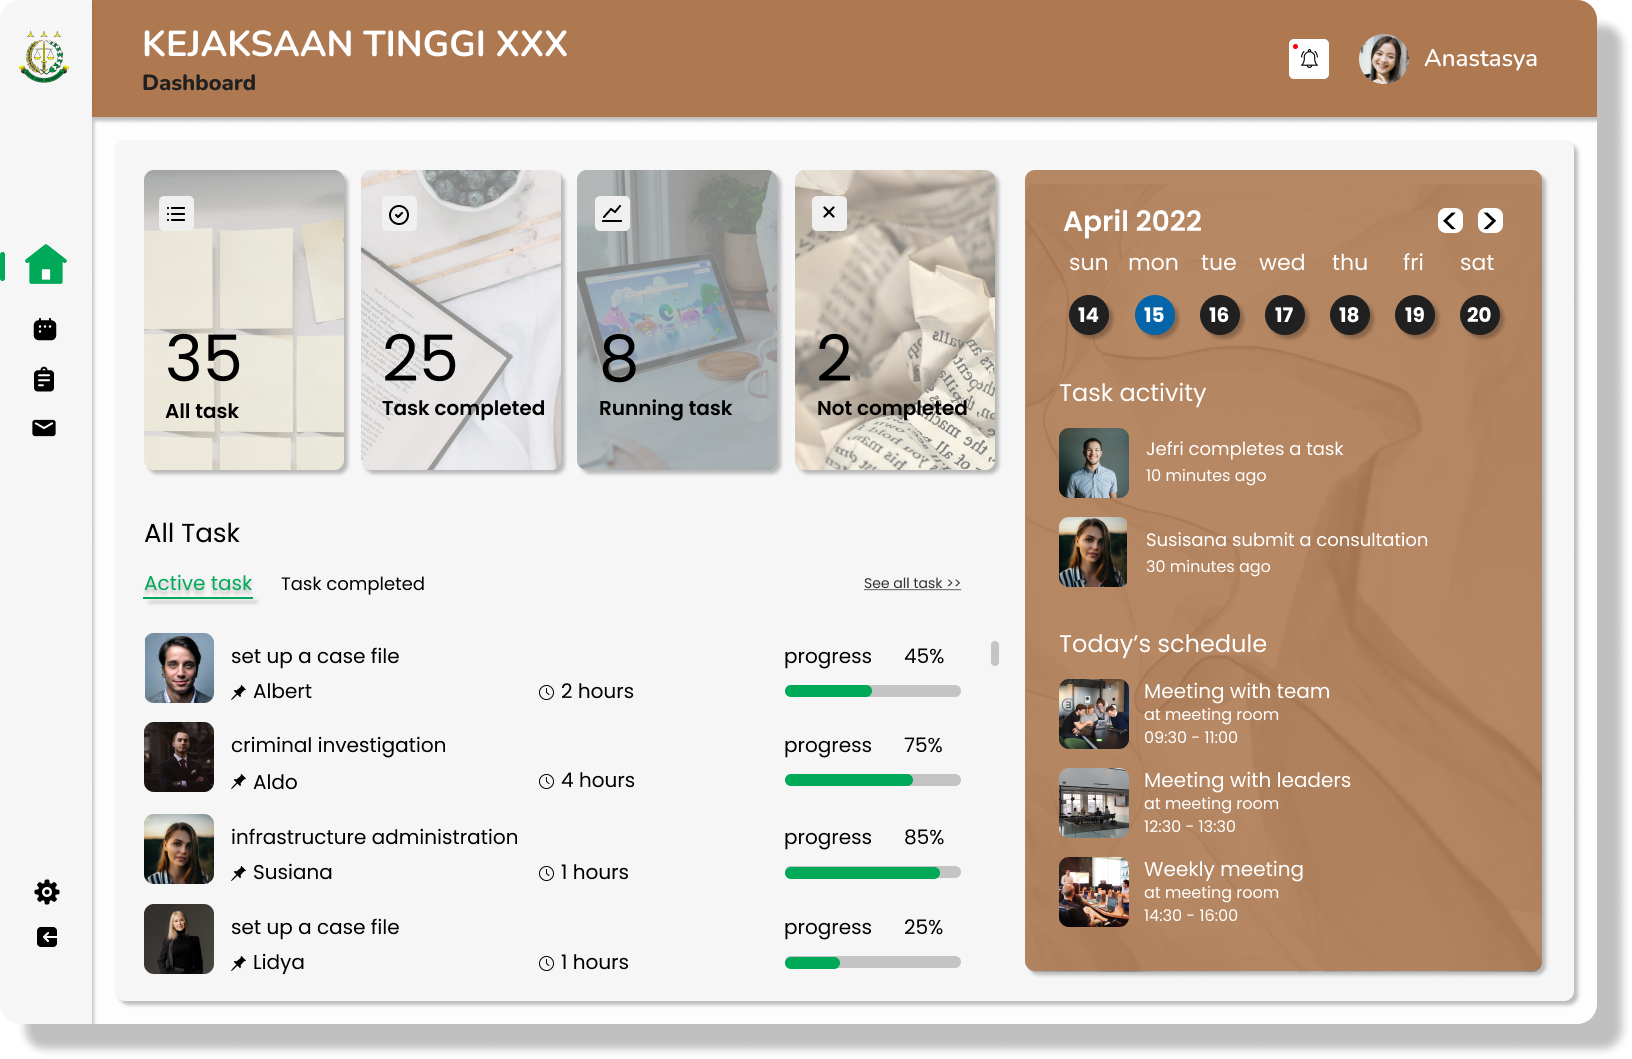 KEJAKSAAN TINGGI XXX
Dashboard
Anastasya
35
All task
25
Task completed
8
Running task
2
Not completed
April 2022
sun mon tue wed thu fri sat
14 15 16 17 18 19 20
Task activity
Jefri completes a task
10 minutes ago
Susisana submit a consultation
30 minutes ago
Today’s schedule
Meeting with team
at meeting room
09:30 - 11:00
Meeting with leaders
at meeting room
12:30 - 13:30
Weekly meeting
at meeting room
14:30 - 16:00
All Task
Active task Task completed See all task >>
set up a case file progress 45%
Albert 2 hours
criminal investigation progress 75%
Aldo 4 hours
infrastructure administration progress 85%
Susiana 1 hours
set up a case file progress 25%
Lidya 1 hours